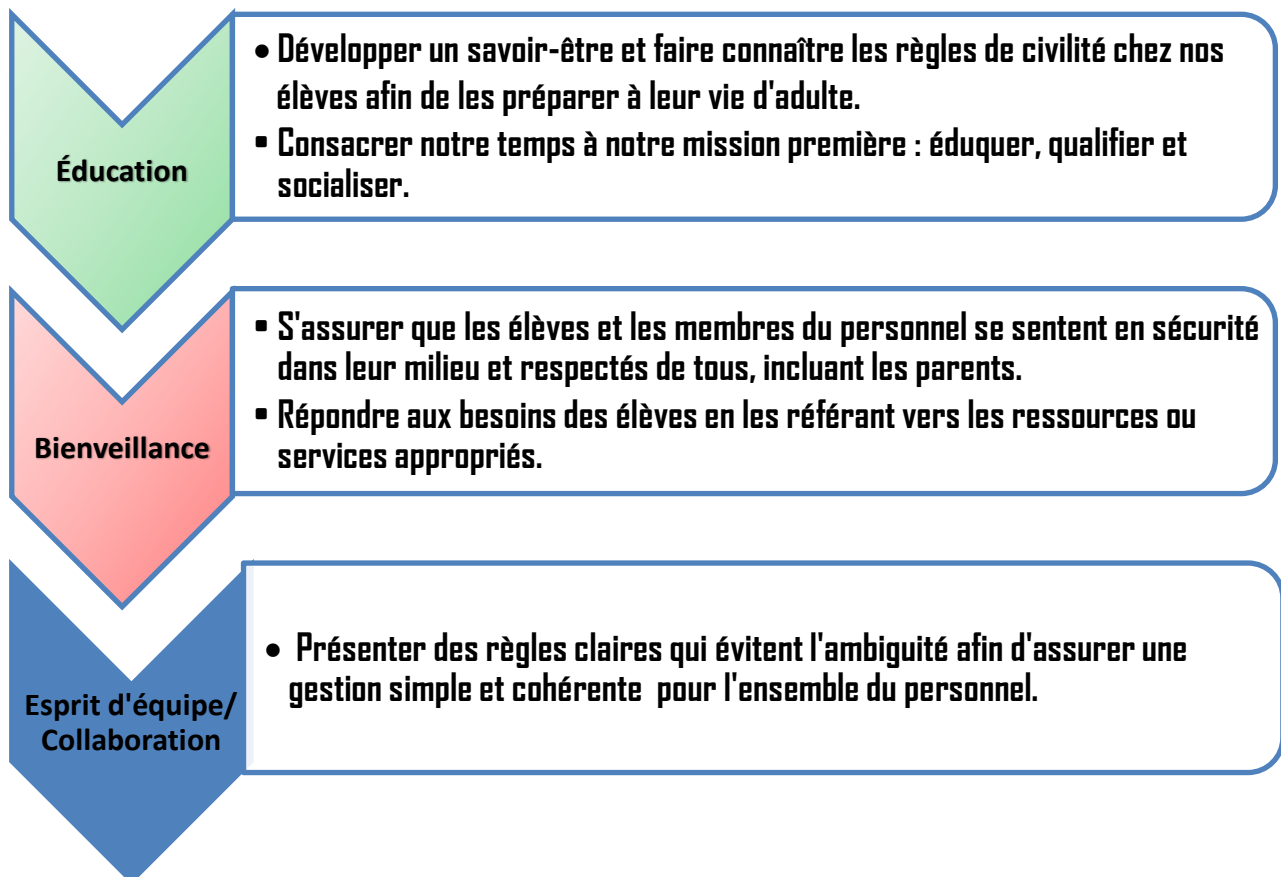 Éducation
• Développer un savoir-être et faire connaître les règles de civilité chez nos
élèves afin de les préparer à leur vie d'adulte.
▪ Consacrer notre temps à notre mission première : éduquer, qualifier et
socialiser.
Bienveillance
▪ S'assurer que les élèves et les membres du personnel se sentent en sécurité
dans leur milieu et respectés de tous, incluant les parents.
▪ Répondre aux besoins des élèves en les référant vers les ressources ou
services appropriés.
Esprit d'équipe/
Collaboration
• Présenter des règles claires qui évitent l'ambiguité afin d'assurer une
gestion simple et cohérente pour l'ensemble du personnel.